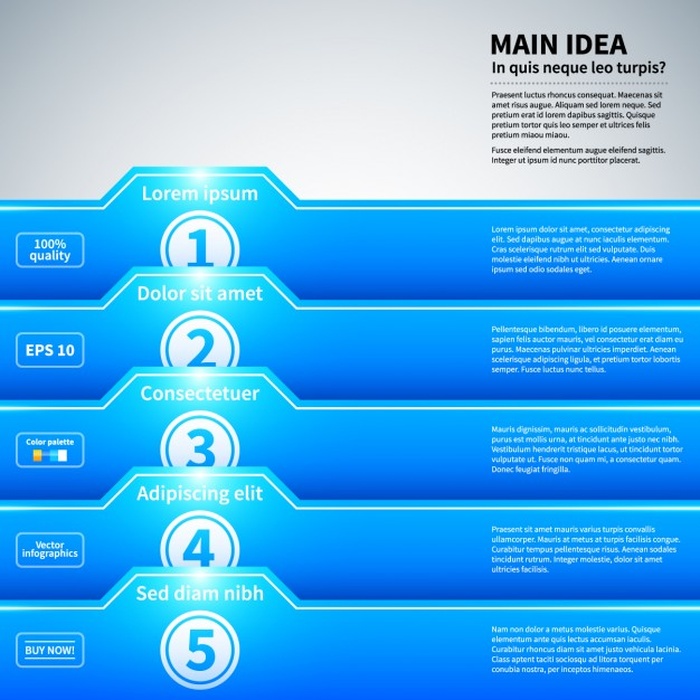 MAIN IDEA
In quis neque leo turpis?
Praesent luctus rhoncus consequat. Maecenas sit
amet risus augue. Aliquam sed lorem neque. Sed
pretium erat id lorem dapibus sagittis. Quisque
pretium tortor quis leo semper et ultrices felis
pretium miaou miaou.
Fusce eleifend elementum augue eleifend sagittis.
Integer ut ipsum id nunc porttitor placerat.
Lorem ipsum
100%
quality
1
Lorem ipsum dolor sit amet, consectetur adipiscing
elit. Sed dapibus augue at nunc iaculis elementum.
Cras scelerisque rutrum elit sed vulputate. Duis
mollis eleifend nibh ut ultricies. Aenean ultrices
ipsum ac odio sodales eget.
Dolor sit amet
EPS 10
2
Pellentesque bibendum, libero id posuere elementum,
sapien felis auctor mauris, vel consectetur erat diam eu
purus. Maecenas pulvinar ultricies imperdiet. Aenean
scelerisque adipiscing ligula, et pretium tortor lobortis
semper. Fusce luctus nunc tellus.
Consectetuer
Color palette
3
Mauris dignissim, mauris ac sollicitudin vestibulum,
purus est mollis urna, at tincidunt ante justo nec nibh.
Vestibulum hendrerit tristique lacus, ut tincidunt tortor
vulputate ut. Fusce non quam mi, a consectetur quam.
Donec feugiat fringilla.
Adipiscing elit
Vector
infographics
4
Praesent sit amet mauris varius turpis convallis
ullamcorper. Mauris at metus at turpis facilisis congue.
Curabitur tempus pellentesque risus. Aenean sodales
tincidunt est. Integer molestie, dolor sit amet
ultricies facilisis.
Sed diam nibh
BUY NOW!
5
Nam non dolor a metus molestie varius. Quisque
elementum ante eu urna consectetur quis ornare dui
Curabitur rhoncus diam sit amet justo vehicula lacinia.
Class aptent taciti sociosqu ad litora torquent per
conubia nostra, per inceptos himenaeos.